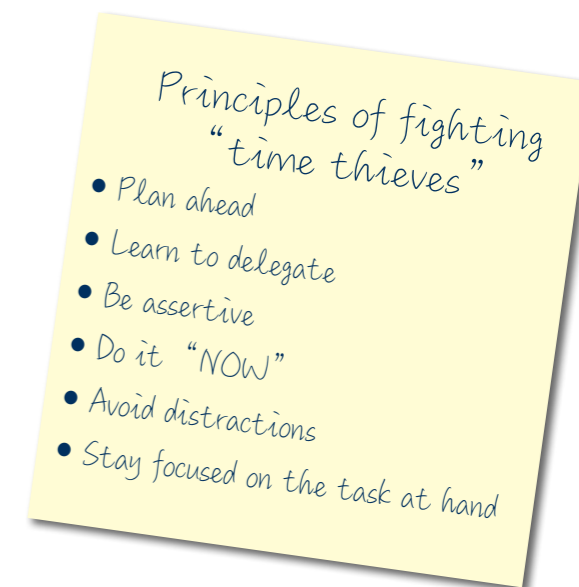 Principles of fighting
“time thieves”
• Plan ahead
• Learn to delegate
• Be assertive
• Do it “NOW”
• Avoid distractions
• Stay focused on the task at hand